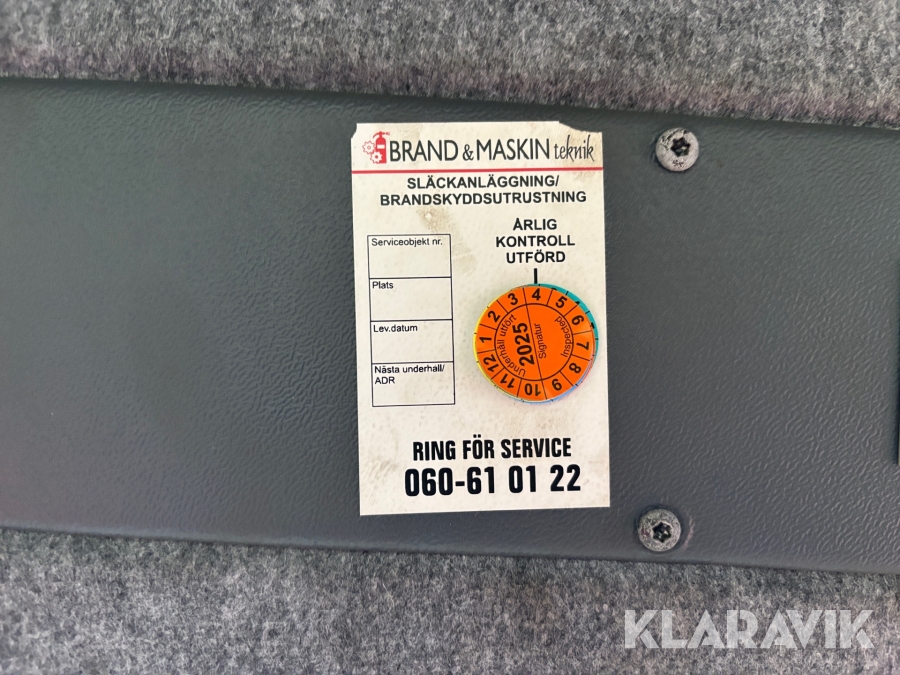 BRAND & MASKIN teknik
SLÄCKANLÄGGNING/
BRANDSKYDDSUTRUSTNING
ÅRLIG
KONTROLL
UTFÖRD
Serviceobjekt nr.
Plats
Lev.datum
Nästa underhall/
ADR
1 2 3 4 5 6 7 8 9 10 11 12
Underhåll utfört
2025
Signatur
Inspected
RING FÖR SERVICE
060-61 01 22
KLARAVIK